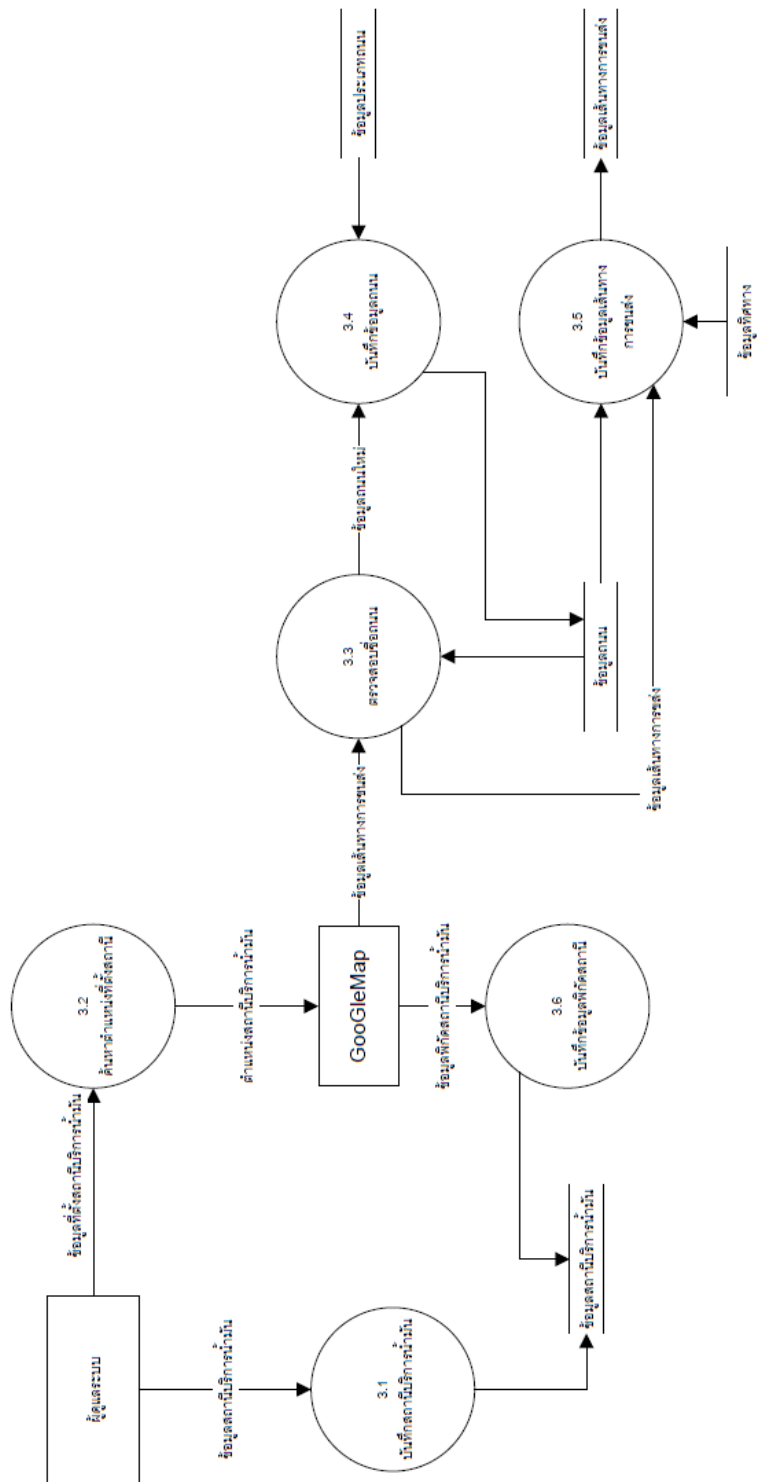 ผู้ดูแลระบบ
ข้อมูลที่ตั้งสถานีบริการน้ำมัน
3.2
ค้นหาตำแหน่งที่ตั้งสถานี
ข้อมูลสถานีบริการน้ำมัน
3.1
บันทึกสถานีบริการน้ำมัน
ข้อมูลสถานีบริการน้ำมัน
ตำแหน่งสถานีบริการน้ำมัน
GooGleMap
ข้อมูลพิกัดสถานีบริการน้ำมัน
3.6
บันทึกข้อมูลพิกัดสถานี
ข้อมูลเส้นทางการขนส่ง
3.3
ตรวจสอบชื่อถนน
ข้อมูลถนนใหม่
3.4
บันทึกข้อมูลถนน
ข้อมูลประเภทถนน
ข้อมูลถนน
ข้อมูลเส้นทางการขส่ง
3.5
บันทึกข้อมูลเส้นทาง
การขนส่ง
ข้อมูลเส้นทางการขนส่ง
ข้อมูลทิศทาง